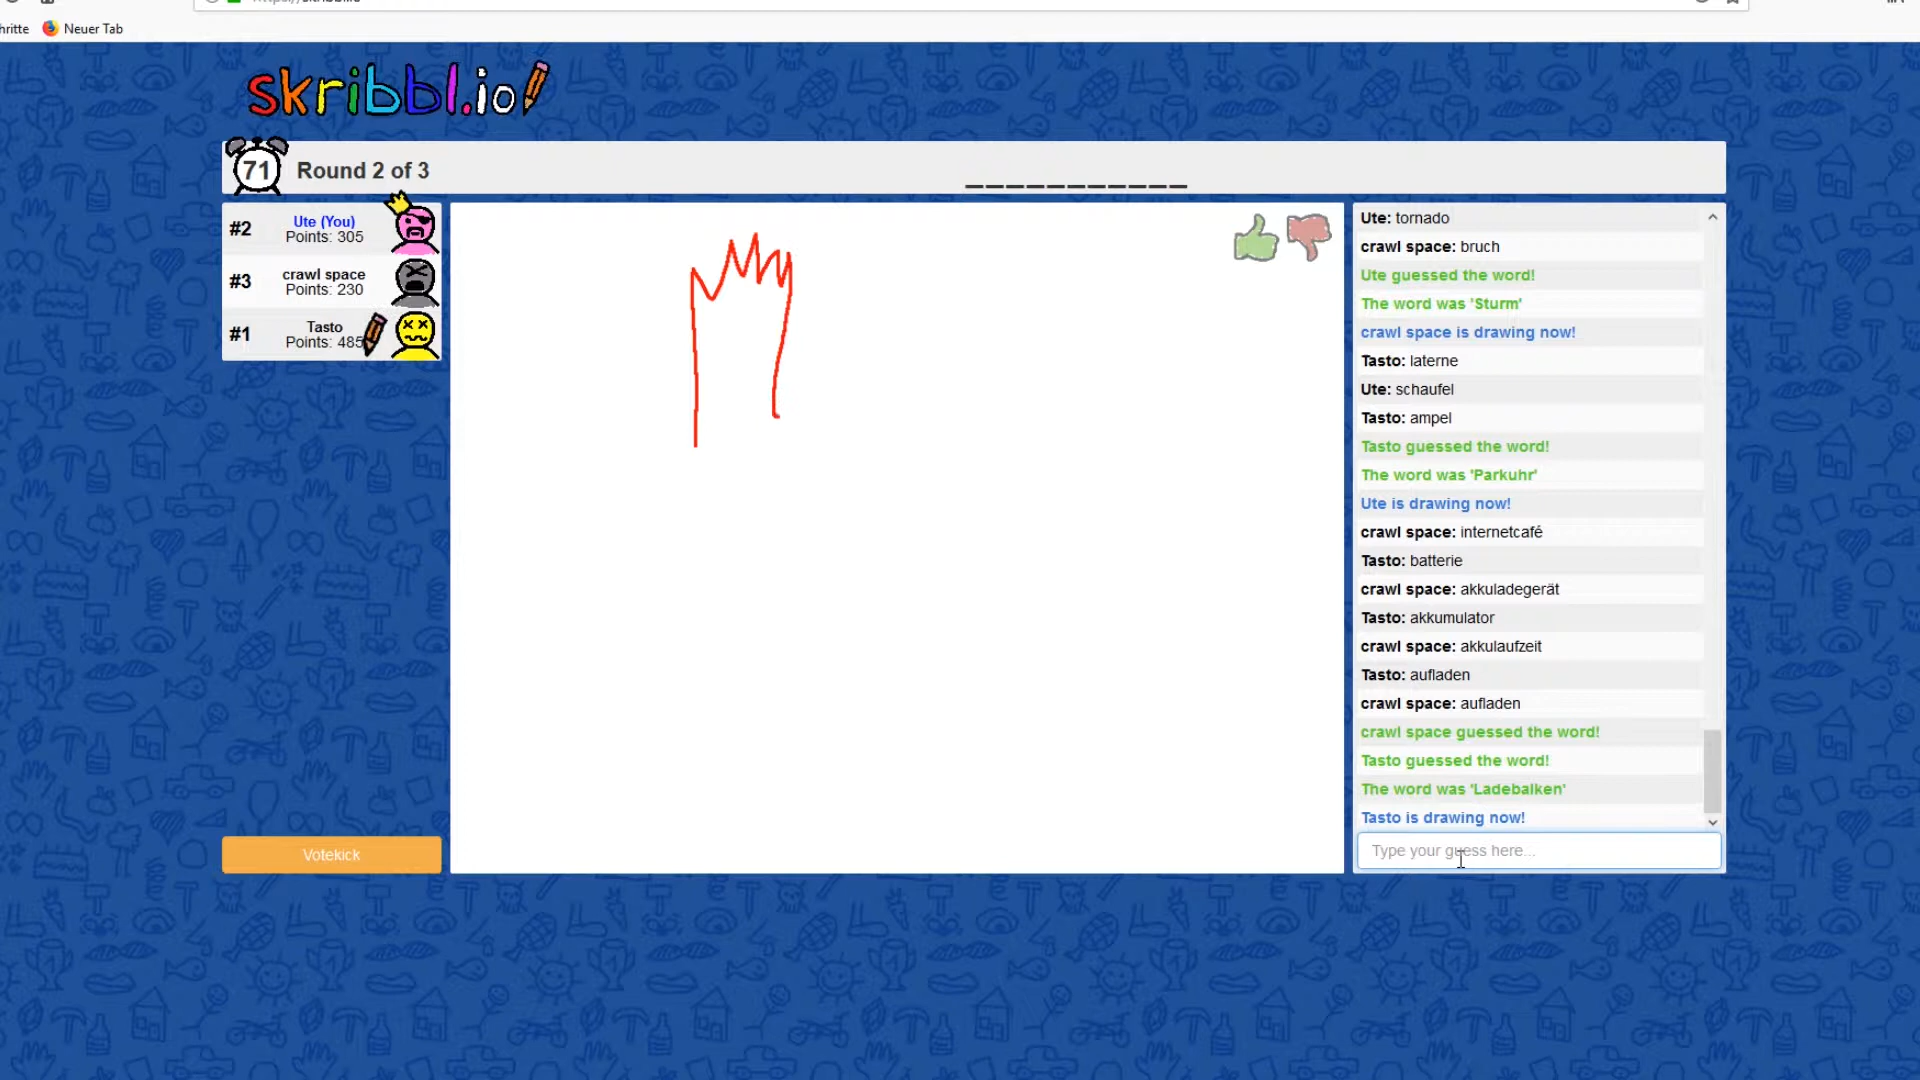 hritte
Neuer Tab
skribbl.io
71
Round 2 of 3
___________
#2
Ute (You)
Points: 305
#3
crawl space
Points: 230
#1
Tasto
Points: 485
Votekick
Ute: tornado
crawl space: bruch
Ute guessed the word!
The word was 'Sturm'
crawl space is drawing now!
Tasto: laterne
Ute: schaufel
Tasto: ampel
Tasto guessed the word!
The word was 'Parkuhr'
Ute is drawing now!
crawl space: internetcafé
Tasto: batterie
crawl space: akkuladegerät
Tasto: akkumulator
crawl space: akkulaufzeit
Tasto: aufladen
crawl space: aufladen
crawl space guessed the word!
Tasto guessed the word!
The word was 'Ladebalken'
Tasto is drawing now!
Type your guess here...